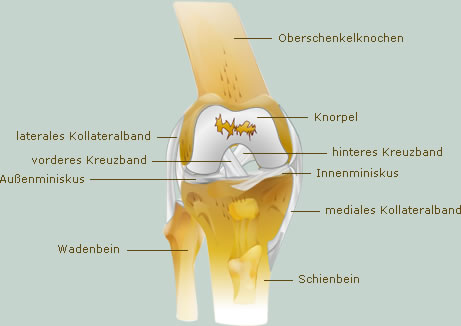 Oberschenkelknochen
Knorpel
laterales Kollateralband
hinteres Kreuzband
vorderes Kreuzband
Innenminiskus
Außenminiskus
mediales Kollateralband
Wadenbein
Schienbein